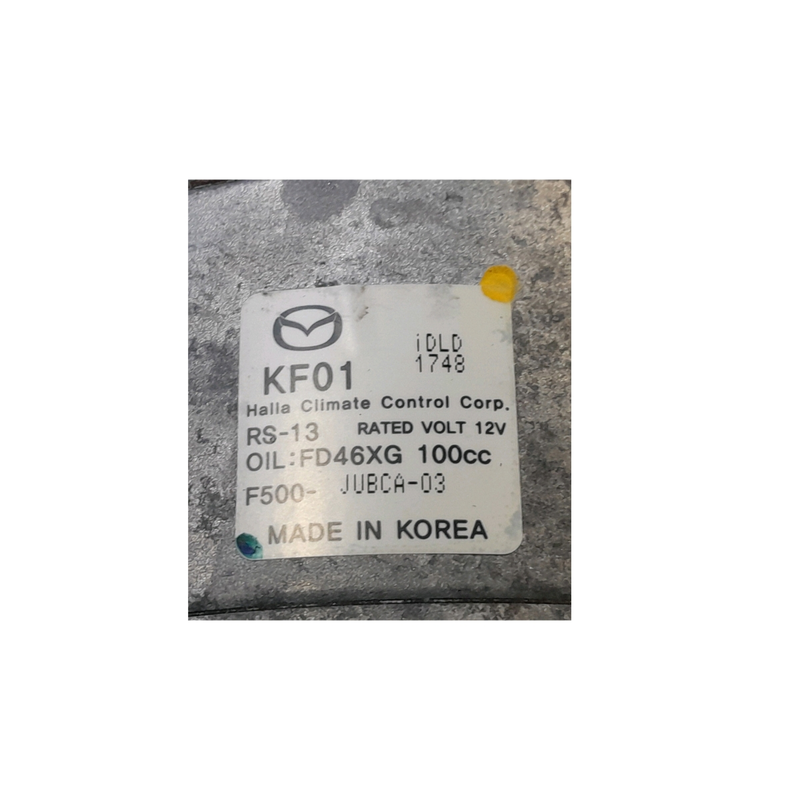 iDLD
1748
KF01
Halla Climate Control Corp.
RS-13 RATED VOLT 12V
OIL:FD46XG 100cc
F500-JUBCA-03
MADE IN KOREA